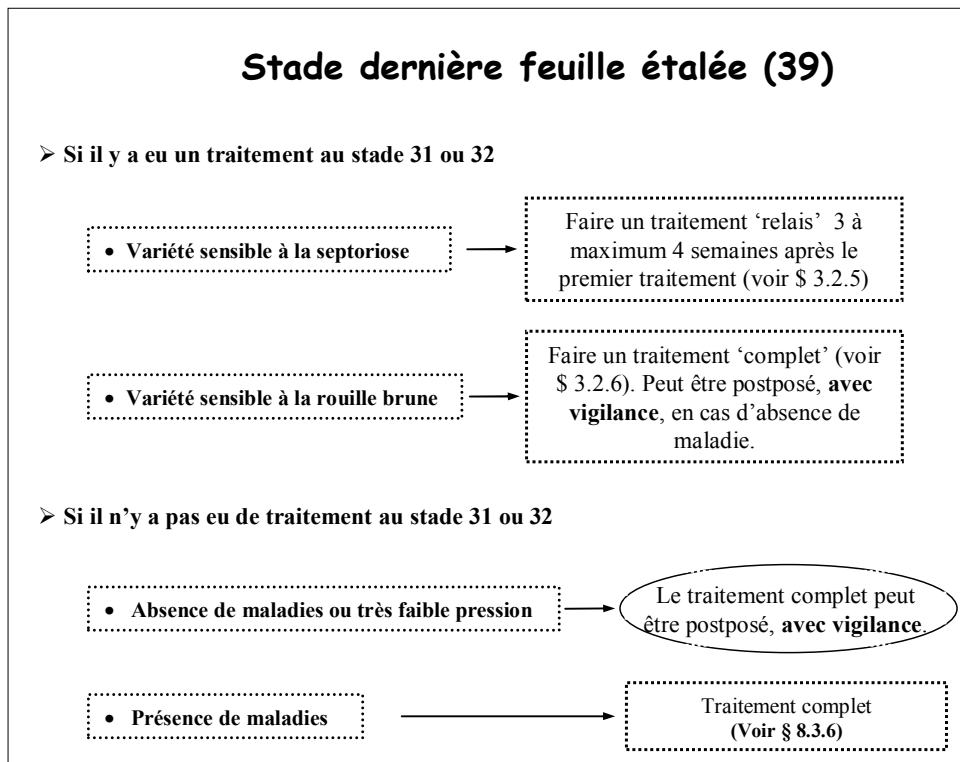 Stade dernière feuille étalée (39)
➢ Si il y a eu un traitement au stade 31 ou 32
• Variété sensible à la septoriose
Faire un traitement ‘relais’ 3 à
maximum 4 semaines après le
premier traitement (voir $ 3.2.5)
• Variété sensible à la rouille brune
Faire un traitement ‘complet’ (voir
$ 3.2.6). Peut être postposé, avec
vigilance, en cas d’absence de
maladie.
➢ Si il n’y a pas eu de traitement au stade 31 ou 32
• Absence de maladies ou très faible pression
Le traitement complet peut
être postposé, avec vigilance.
• Présence de maladies
Traitement complet
(Voir § 8.3.6)